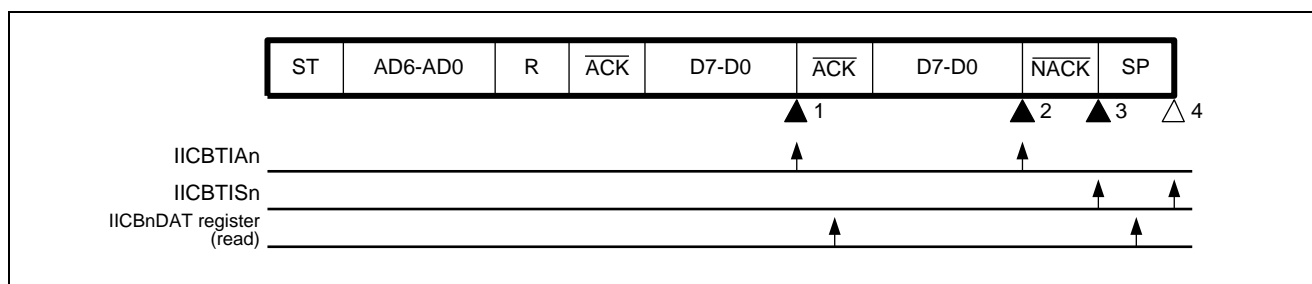 ST AD6-AD0 R ACK D7-D0 ACK D7-D0 NACK SP
1 2 3 4
IICBTIAn
IICBTISn
IICBnDAT register
(read)